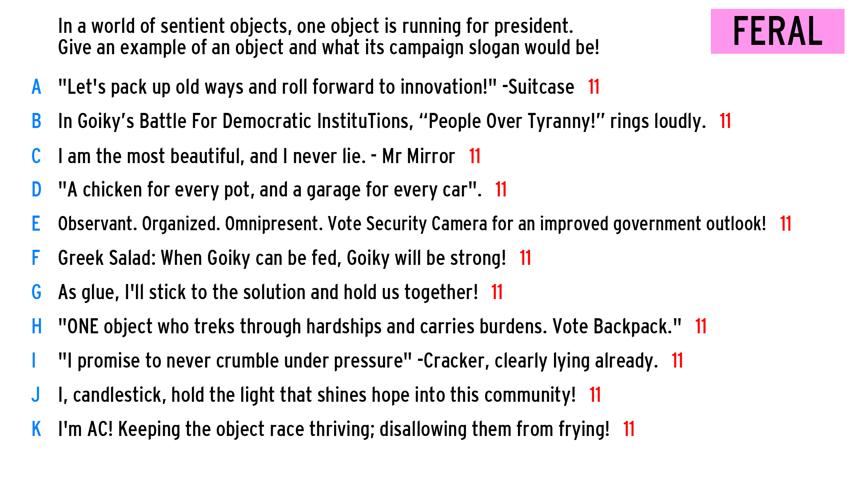 In a world of sentient objects, one object is running for president.
Give an example of an object and what its campaign slogan would be!
FERAL
A "Let's pack up old ways and roll forward to innovation!" -Suitcase 11
B In Goiky’s Battle For Democratic InstituTions, “People Over Tyranny!” rings loudly. 11
C I am the most beautiful, and I never lie. - Mr Mirror 11
D "A chicken for every pot, and a garage for every car". 11
E Observant. Organized. Omnipresent. Vote Security Camera for an improved government outlook! 11
F Greek Salad: When Goiky can be fed, Goiky will be strong! 11
G As glue, I'll stick to the solution and hold us together! 11
H "ONE object who treks through hardships and carries burdens. Vote Backpack." 11
I "I promise to never crumble under pressure" -Cracker, clearly lying already. 11
J I, candlestick, hold the light that shines hope into this community! 11
K I'm AC! Keeping the object race thriving; disallowing them from frying! 11